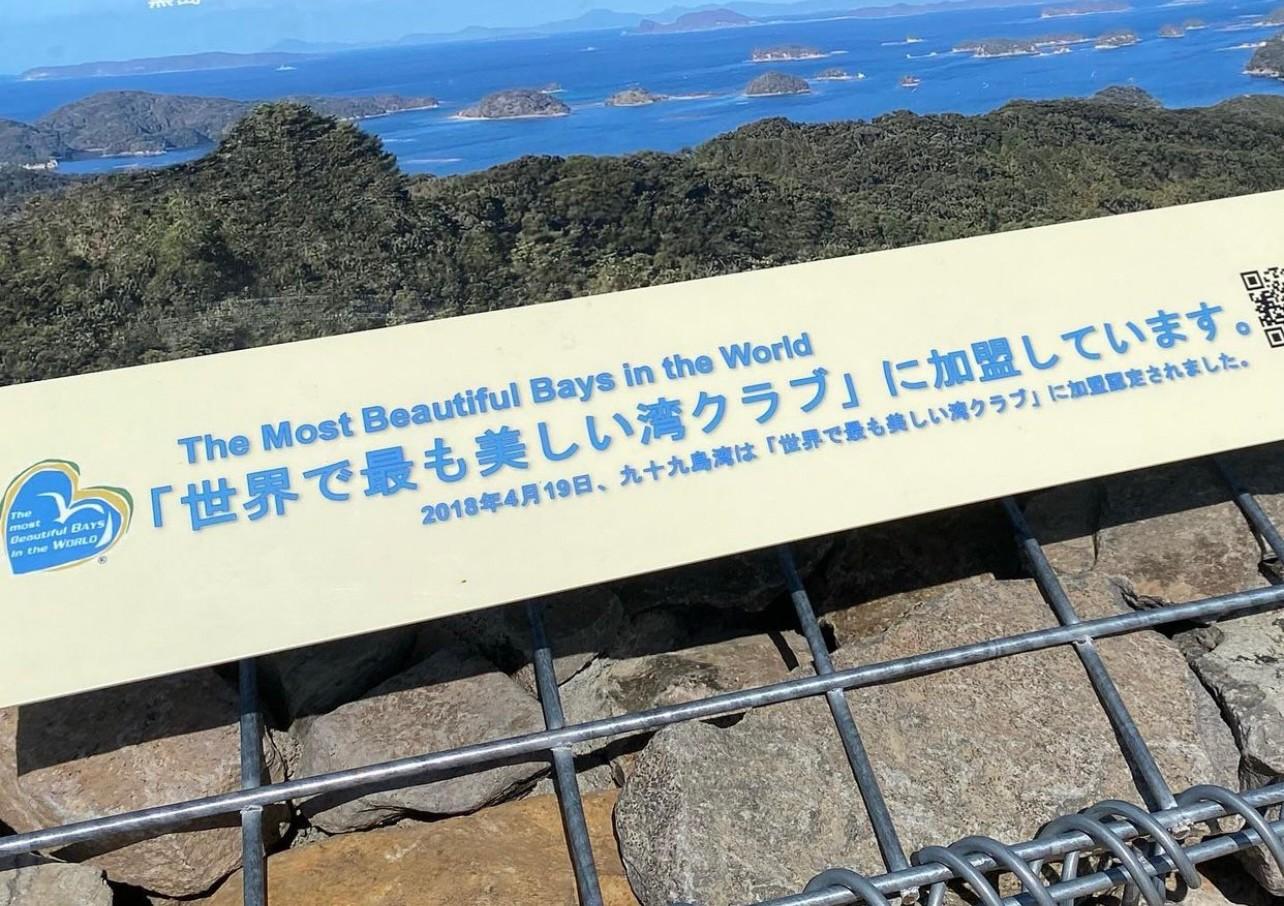 黒島
The Most Beautiful Bays in the World
「世界で最も美しい湾クラブ」に加盟しています。
2018年4月19日、九十九島湾は「世界で最も美しい湾クラブ」に加盟認定されました。
The
most
Beautiful BAYS
in the WORLD
®